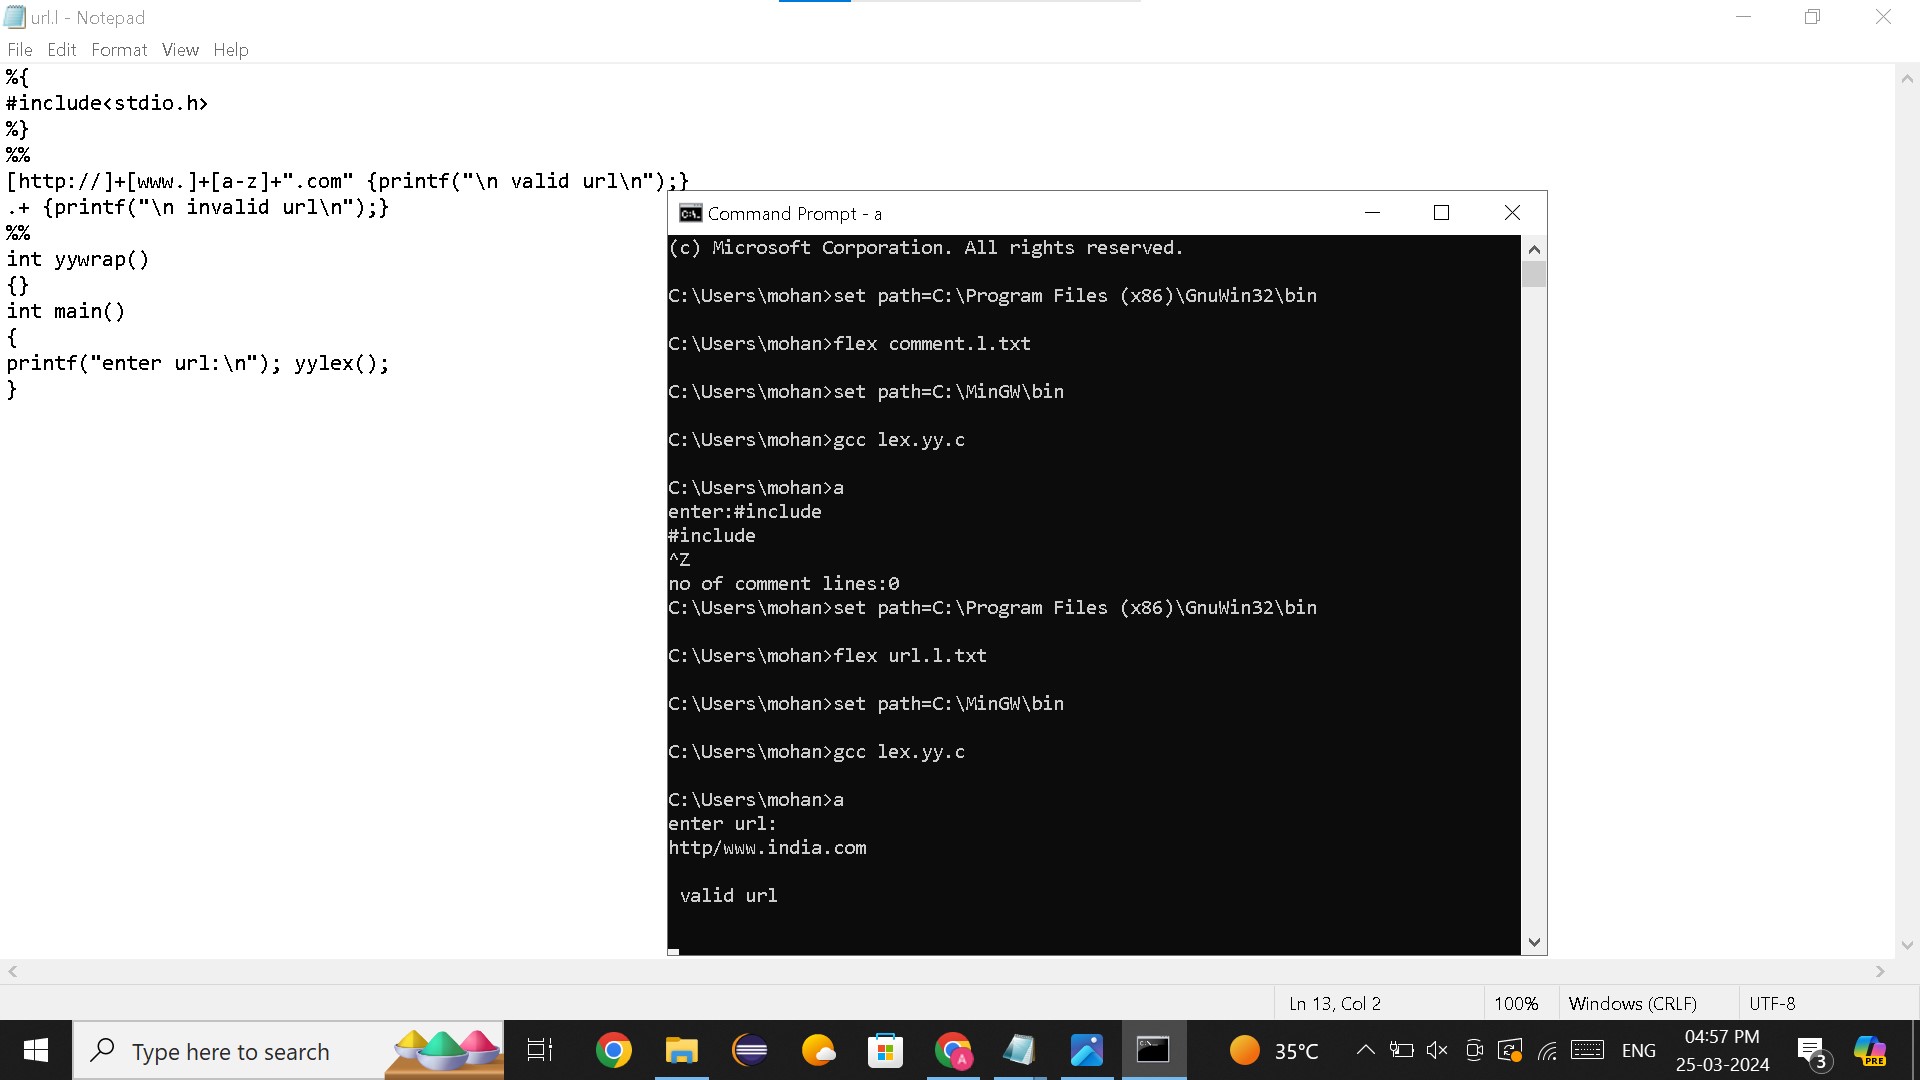 url.l - Notepad
File Edit Format View Help
%{
#include<stdio.h>
%}
%%
[http://]+[www.]+[a-z]+".com" {printf("\n valid url\n");}
.+ {printf("\n invalid url\n");}
%%
int yywrap()
{}
int main()
{
printf("enter url:\n"); yylex();
}
Command Prompt - a
(c) Microsoft Corporation. All rights reserved.
C:\Users\mohan>set path=C:\Program Files (x86)\GnuWin32\bin
C:\Users\mohan>flex comment.l.txt
C:\Users\mohan>set path=C:\MinGW\bin
C:\Users\mohan>gcc lex.yy.c
C:\Users\mohan>a
enter:#include
#include
^Z
no of comment lines:0
C:\Users\mohan>set path=C:\Program Files (x86)\GnuWin32\bin
C:\Users\mohan>flex url.l.txt
C:\Users\mohan>set path=C:\MinGW\bin
C:\Users\mohan>gcc lex.yy.c
C:\Users\mohan>a
enter url:
http/www.india.com
valid url
Ln 13, Col 2 100% Windows (CRLF) UTF-8
Type here to search
35°C
ENG
04:57 PM
25-03-2024
3
PRE